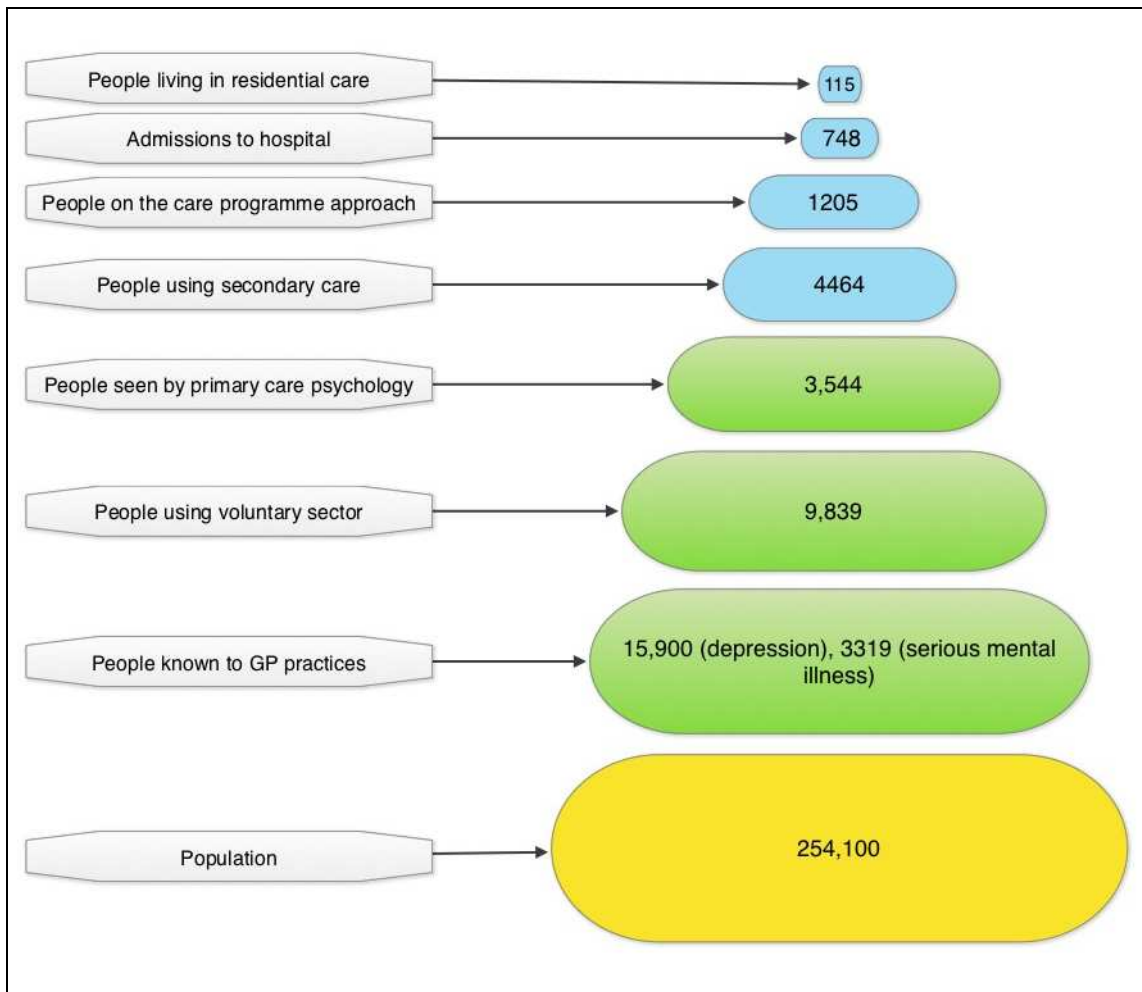 People living in residential care
115
Admissions to hospital
748
People on the care programme approach
1205
People using secondary care
4464
People seen by primary care psychology
3,544
People using voluntary sector
9,839
People known to GP practices
15,900 (depression), 3319 (serious mental
illness)
Population
254,100